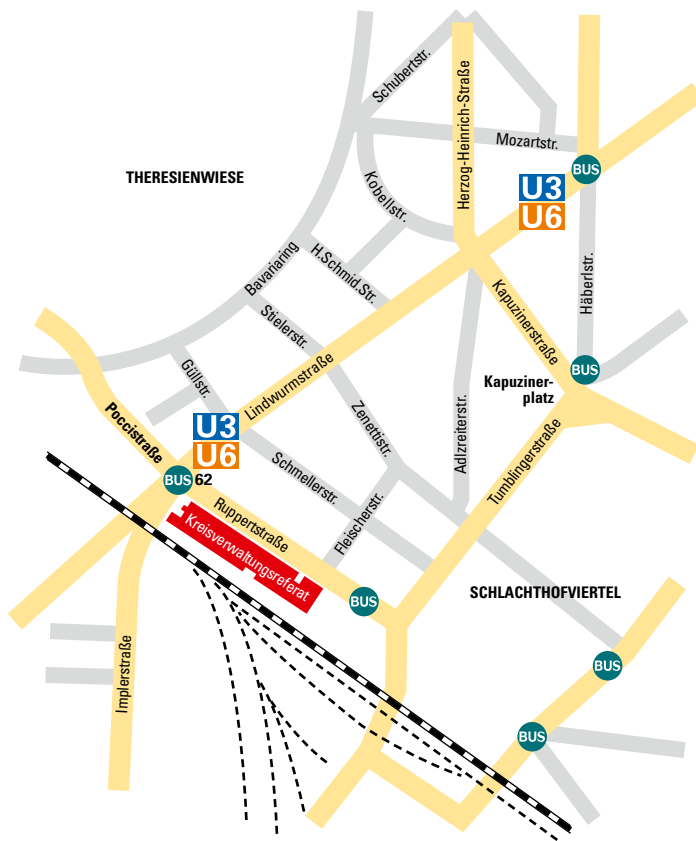 Schubertstr.
Herzog-Heinrich-Straße
Mozartstr.
BUS
THERESIENWIESE
U3
U6
Kobellstr.
H.Schmid.Str.
Bavariaring
Häberlstr.
Kapuzinerstraße
Stielerstr.
Lindwurmstraße
Güllstr.
BUS
Kapuziner-
platz
Zenettistr.
Adlzreiterstr.
Poccistraße
U3
U6
Tumblingerstraße
Schmellerstr.
BUS
62
Ruppertstraße
Fleischerstr.
Kreisverwaltungsreferat
BUS
SCHLACHTHOFVIERTEL
Implerstraße
BUS
BUS